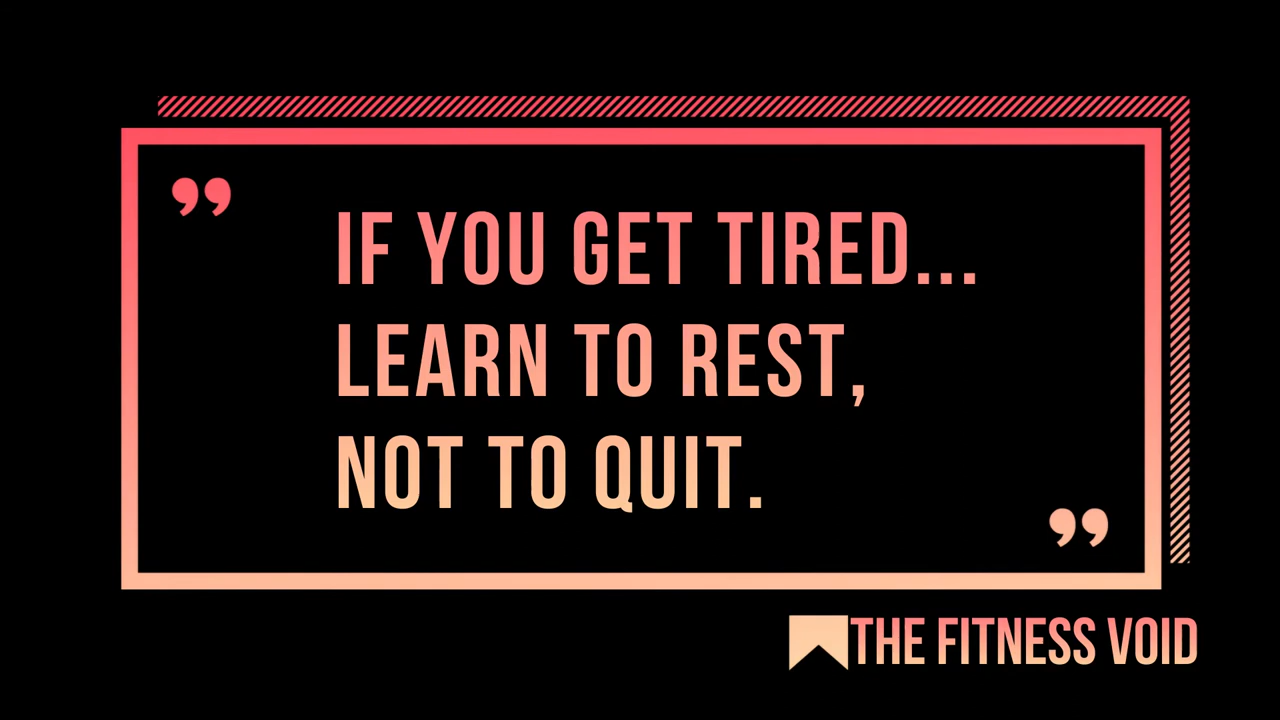 ”
IF YOU GET TIRED...
LEARN TO REST,
NOT TO QUIT.
”
THE FITNESS VOID